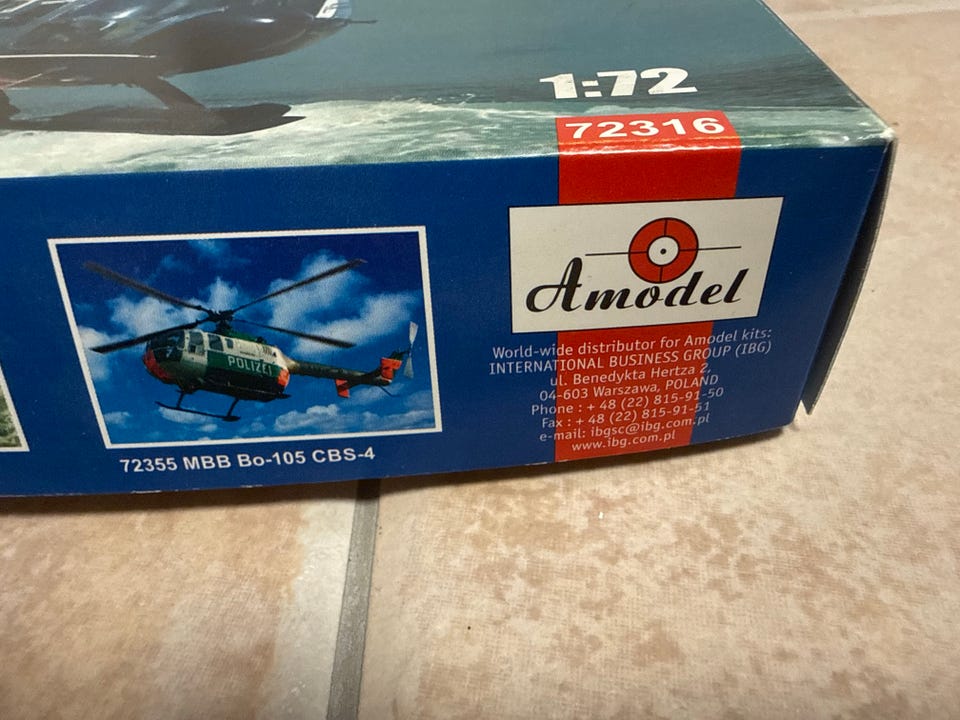 1:72
72316
Amodel
POLIZEI
72355 MBB Bo-105 CBS-4
World-wide distributor for Amodel kits:
INTERNATIONAL BUSINESS GROUP (IBG)
ul. Benedykta Hertza 2,
04-603 Warszawa, POLAND
Phone : + 48 (22) 815-91-50
Fax : + 48 (22) 815-91-51
e-mail: ibgsc@ibg.com.pl
www.ibg.com.pl